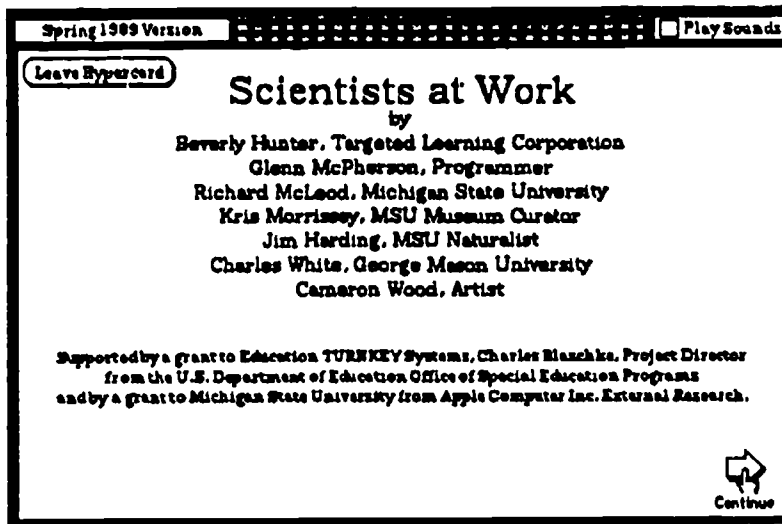 Spring 1989 Version
Play Sounds
Leave Hypercard
Scientists at Work
by
Beverly Hunter, Targeted Learning Corporation
Glenn McPherson, Programmer
Richard McLeod, Michigan State University
Kris Morrissey, MSU Museum Curator
Jim Harding, MSU Naturalist
Charles White, George Mason University
Cameron Wood, Artist
Supported by a grant to Education TURNKEY Systems, Charles Blaschke, Project Director
from the U.S. Department of Education Office of Special Education Programs
and by a grant to Michigan State University from Apple Computer Inc. External Research.
Continue